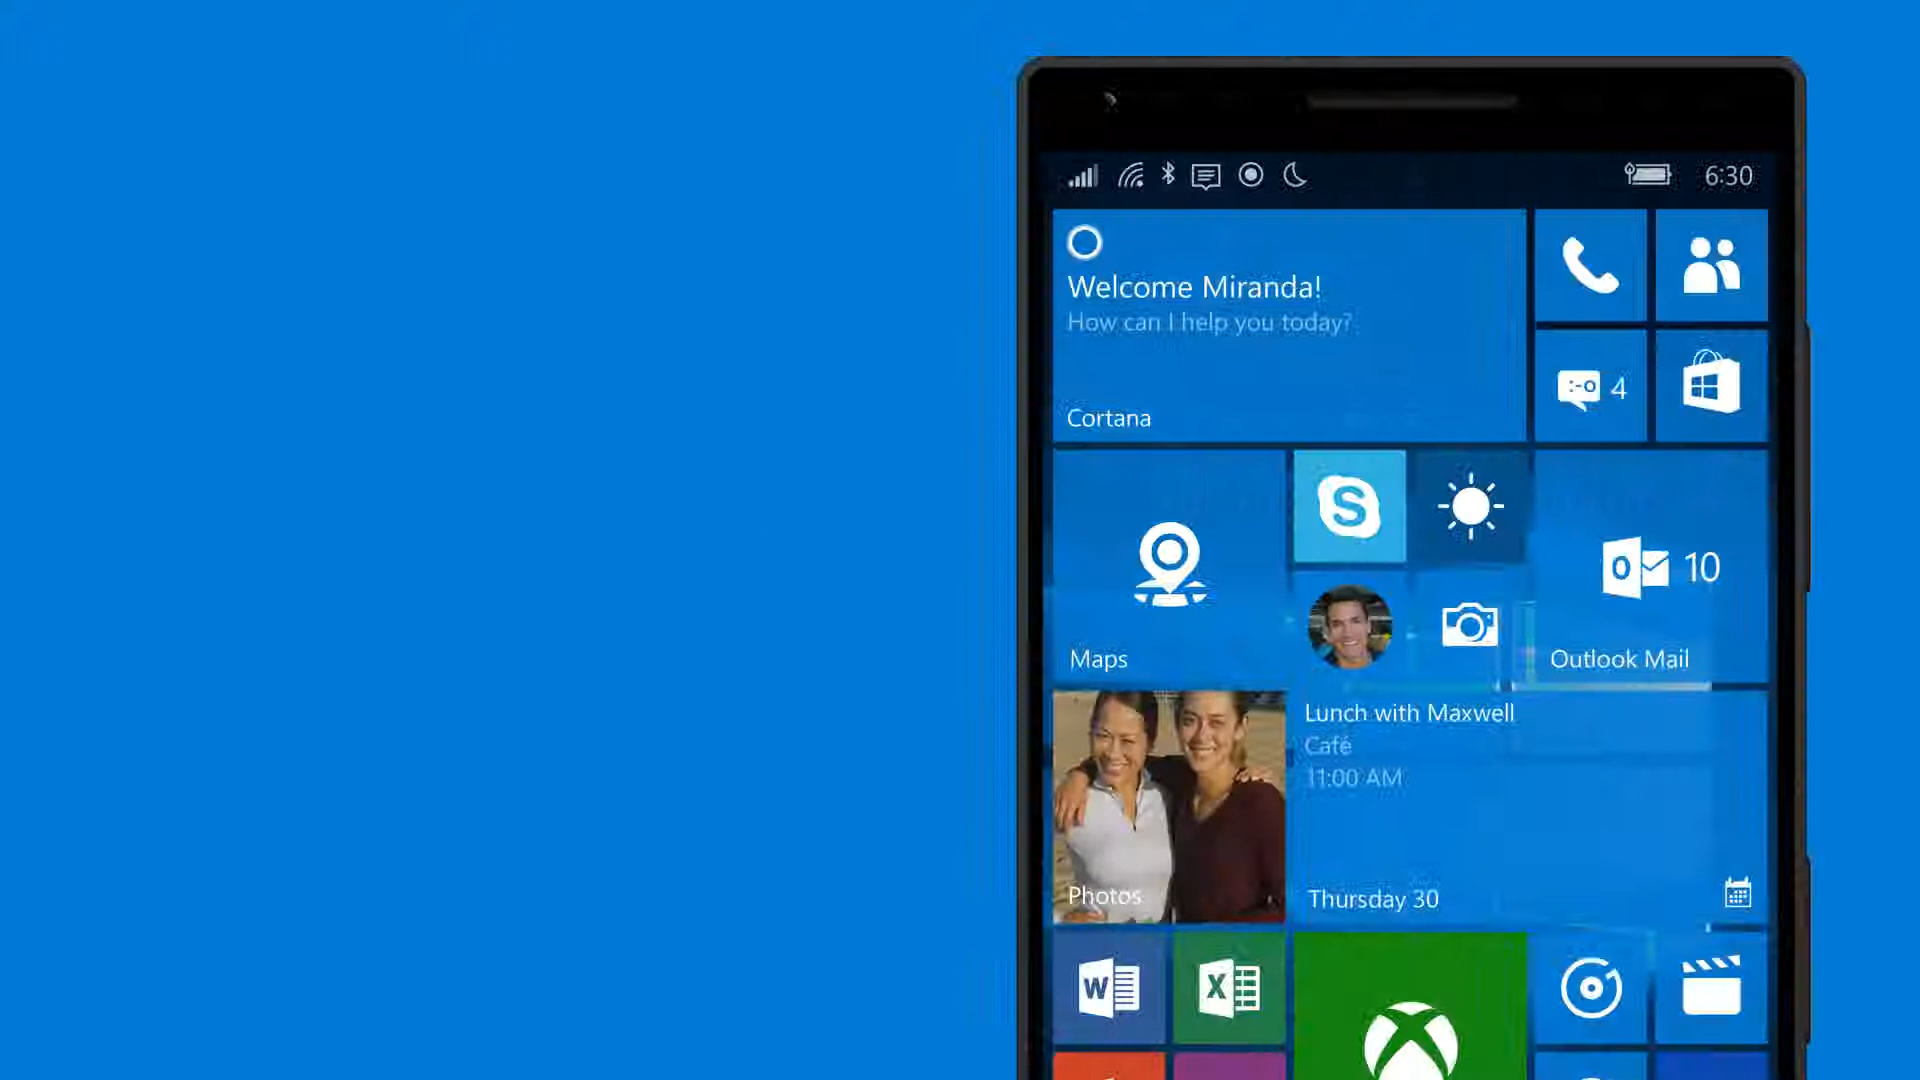 6:30
Welcome Miranda!
How can I help you today?
Cortana
:-o 4
S
Maps
O 10
Outlook Mail
Photos
Lunch with Maxwell
Café
11:00 AM
Thursday 30
W
X